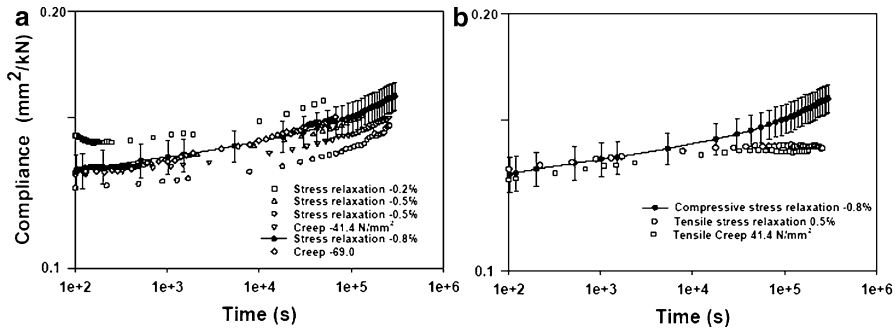 a
0.20
0.1
Compliance (mm²/kN)
1e+2 1e+3 1e+4 1e+5 1e+6
Time (s)
Stress relaxation -0.2%
Stress relaxation -0.5%
Stress relaxation -0.5%
Creep -41.4 N/mm²
Stress relaxation -0.8%
Creep -69.0
b
0.20
0.1
1e+2 1e+3 1e+4 1e+5 1e+6
Time (s)
Compressive stress relaxation -0.8%
Tensile stress relaxation 0.5%
Tensile Creep 41.4 N/mm²